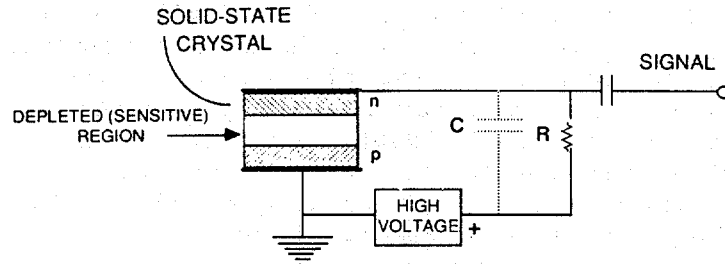 SOLID-STATE
CRYSTAL
SIGNAL
n
DEPLETED (SENSITIVE)
REGION
C
R
p
HIGH
VOLTAGE
+